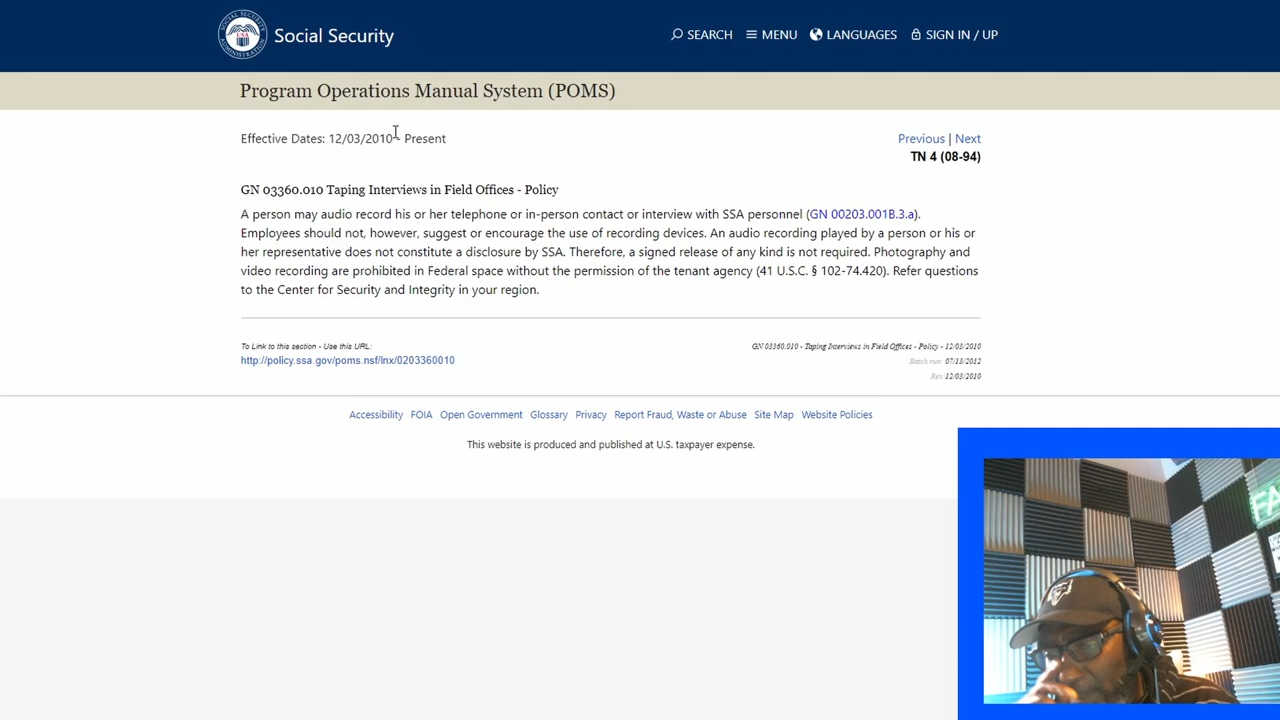 Social Security
SEARCH MENU LANGUAGES SIGN IN / UP
Program Operations Manual System (POMS)
Effective Dates: 12/03/2010 - Present
Previous | Next
TN 4 (08-94)
GN 03360.010 Taping Interviews in Field Offices - Policy
A person may audio record his or her telephone or in-person contact or interview with SSA personnel (GN 00203.001B.3.a).
Employees should not, however, suggest or encourage the use of recording devices. An audio recording played by a person or his or
her representative does not constitute a disclosure by SSA. Therefore, a signed release of any kind is not required. Photography and
video recording are prohibited in Federal space without the permission of the tenant agency (41 U.S.C. § 102-74.420). Refer questions
to the Center for Security and Integrity in your region.
To Link to this section - Use this URL:
http://policy.ssa.gov/poms.nsf/lnx/0203360010
GN 03360.010 - Taping Interviews in Field Offices - Policy - 12/03/2010
Batch run: 07/13/2012
Rev: 12/03/2010
Accessibility FOIA Open Government Glossary Privacy Report Fraud, Waste or Abuse Site Map Website Policies
This website is produced and published at U.S. taxpayer expense.